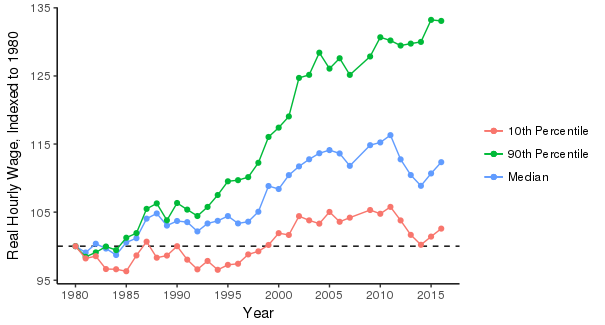 Real Hourly Wage, Indexed to 1980
135
125
115
105
95
1980
1985
1990
1995
2000
2005
2010
2015
Year
10th Percentile
90th Percentile
Median